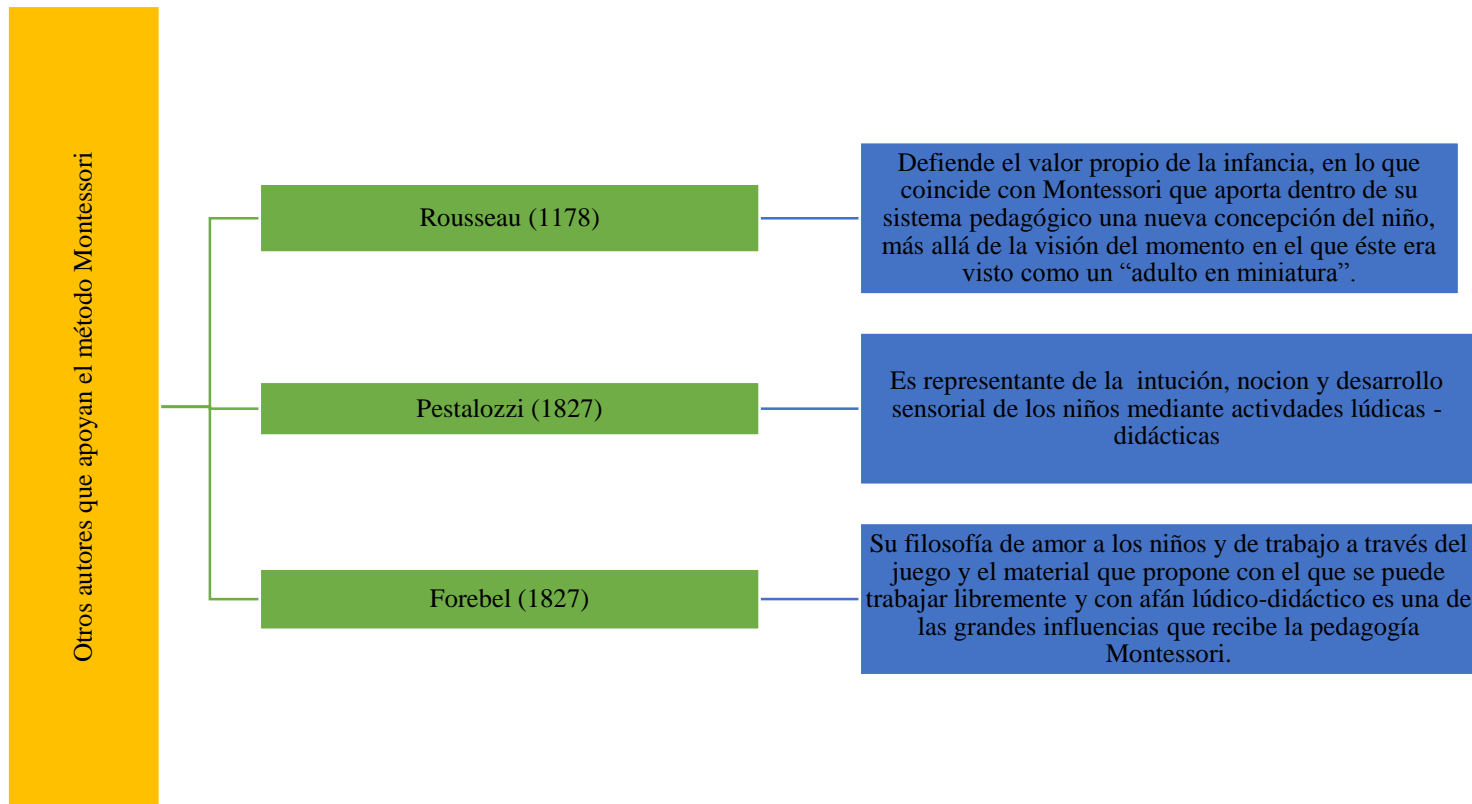 Otros autores que apoyan el método Montessori
Rousseau (1178)
Defiende el valor propio de la infancia, en lo que
coincide con Montessori que aporta dentro de su
sistema pedagógico una nueva concepción del niño,
más allá de la visión del momento en el que éste era
visto como un “adulto en miniatura”.
Pestalozzi (1827)
Es representante de la intución, nocion y desarrollo
sensorial de los niños mediante activdades lúdicas -
didácticas
Forebel (1827)
Su filosofía de amor a los niños y de trabajo a través del
juego y el material que propone con el que se puede
trabajar libremente y con afán lúdico-didáctico es una de
las grandes influencias que recibe la pedagogía
Montessori.